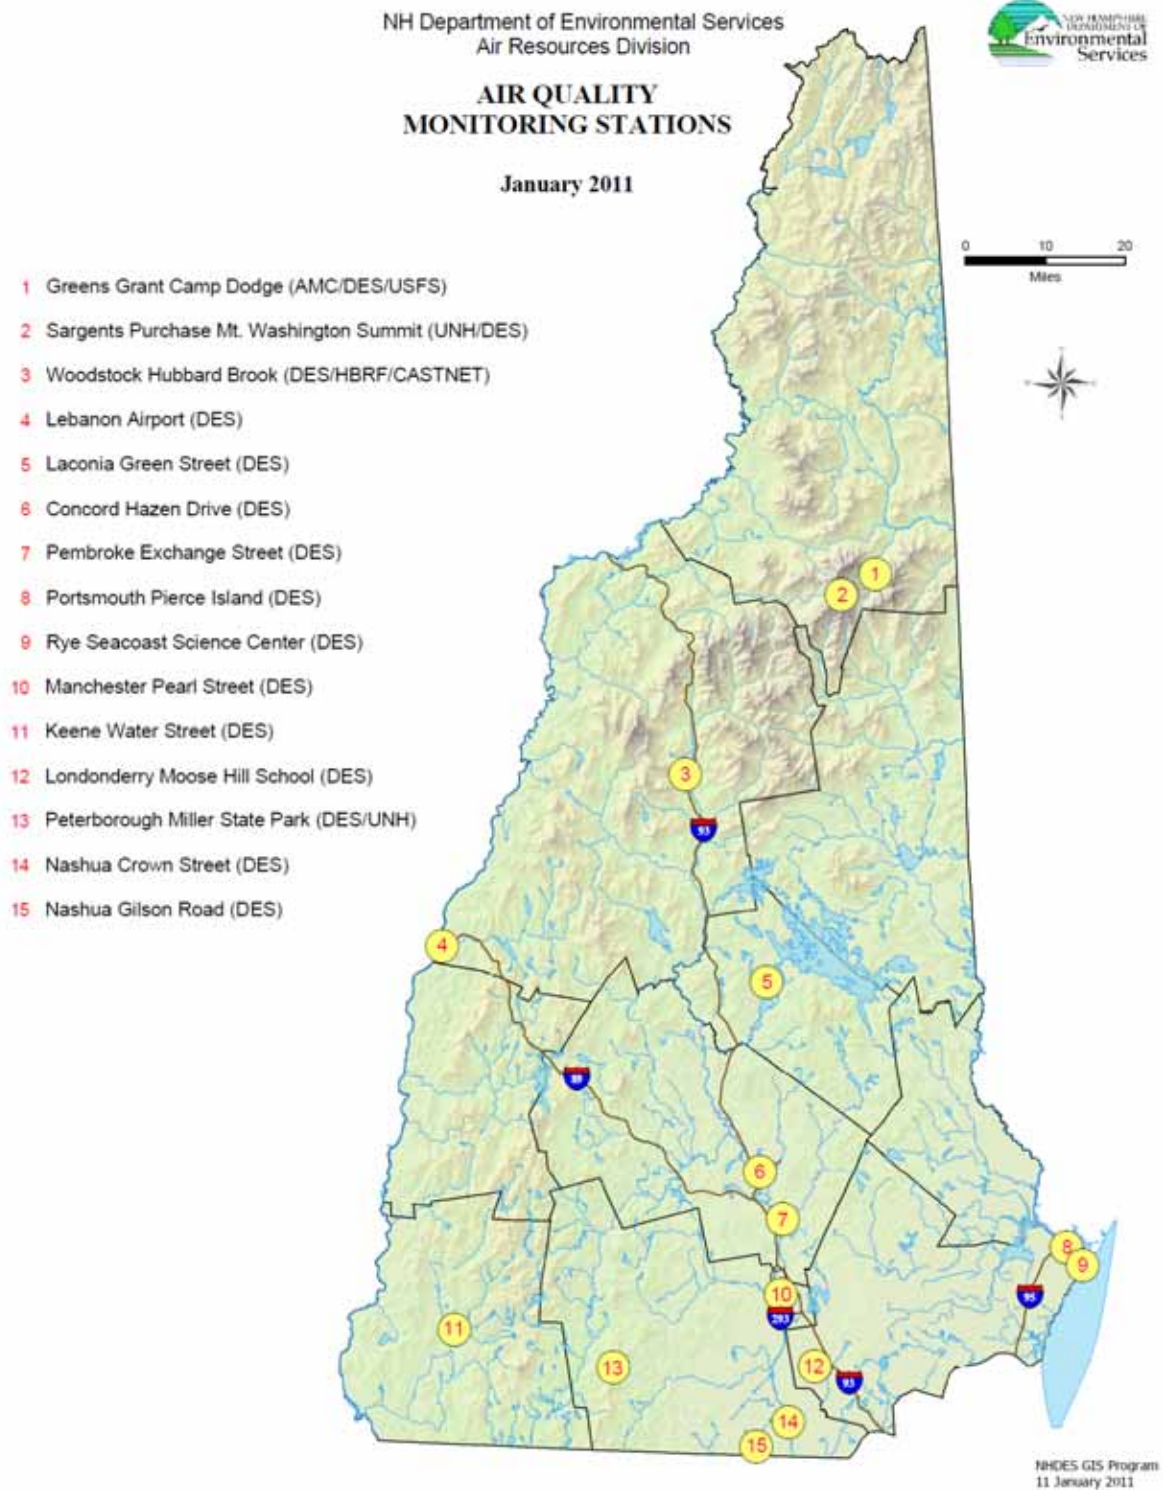 NH Department of Environmental Services
Air Resources Division
AIR QUALITY
MONITORING STATIONS
January 2011
NEW HAMPSHIRE
DEPARTMENT OF
Environmental
Services
0 10 20
Miles
1 Greens Grant Camp Dodge (AMC/DES/USFS)
2 Sargents Purchase Mt. Washington Summit (UNH/DES)
3 Woodstock Hubbard Brook (DES/HBRF/CASTNET)
4 Lebanon Airport (DES)
5 Laconia Green Street (DES)
6 Concord Hazen Drive (DES)
7 Pembroke Exchange Street (DES)
8 Portsmouth Pierce Island (DES)
9 Rye Seacoast Science Center (DES)
10 Manchester Pearl Street (DES)
11 Keene Water Street (DES)
12 Londonderry Moose Hill School (DES)
13 Peterborough Miller State Park (DES/UNH)
14 Nashua Crown Street (DES)
15 Nashua Gilson Road (DES)
1
2
3
93
4
5
89
6
7
8
9
10
95
293
11
12
13
93
14
15
NHDES GIS Program
11 January 2011